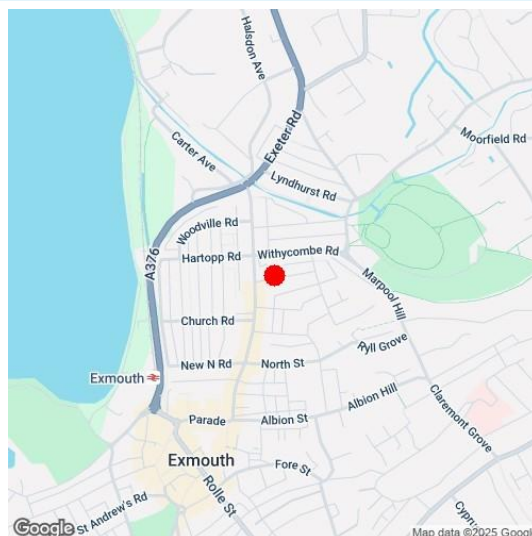 Halsdon Ave
Exeter Rd
Moorfield Rd
Carter Ave
Lyndhurst Rd
Woodville Rd
A376
Hartopp Rd
Withycombe Rd
Marpool Hill
Church Rd
Ryll Grove
New N Rd
North St
Exmouth
Albion Hill
Claremont Grove
Parade
Albion St
Exmouth
Fore St
Rolle St
St Andrew's Rd
Google
Map data ©2025 Google